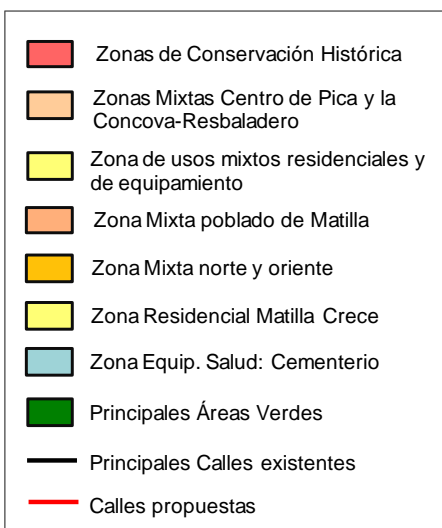 Zonas de Conservación Histórica
Zonas Mixtas Centro de Pica y la
Concova-Resbaladero
Zona de usos mixtos residenciales y
de equipamiento
Zona Mixta poblado de Matilla
Zona Mixta norte y oriente
Zona Residencial Matilla Crece
Zona Equip. Salud: Cementerio
Principales Áreas Verdes
Principales Calles existentes
Calles propuestas